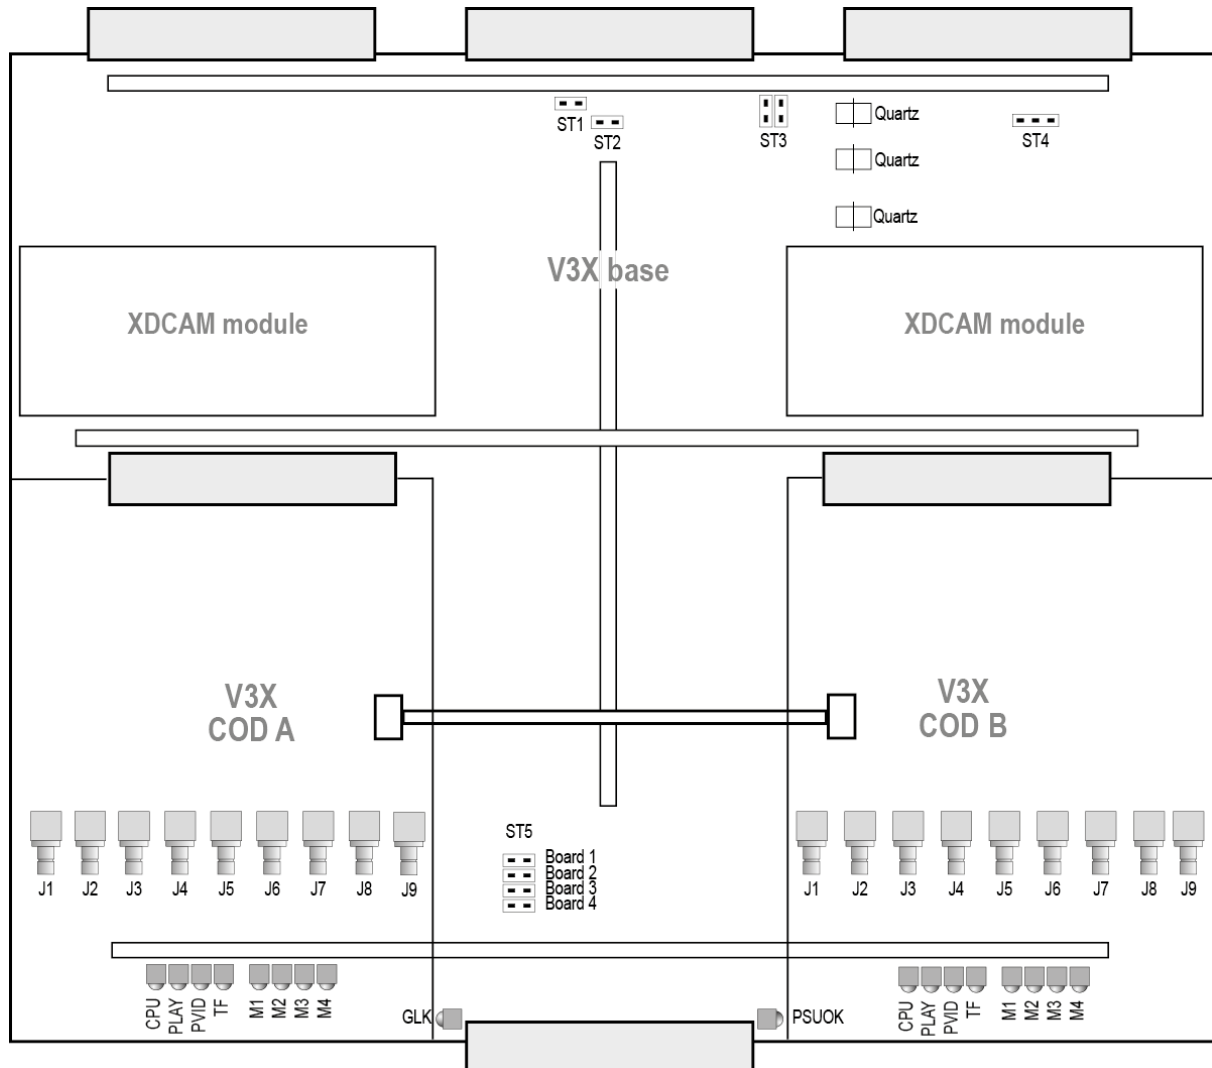 ST1
ST2
ST3
Quartz
ST4
Quartz
Quartz
V3X base
XDCAM module
XDCAM module
V3X
COD A
V3X
COD B
ST5
Board 1
Board 2
Board 3
Board 4
J1 J2 J3 J4 J5 J6 J7 J8 J9
J1 J2 J3 J4 J5 J6 J7 J8 J9
CPU
PLAY
PVID
TF
M1
M2
M3
M4
GLK
PSUOK
CPU
PLAY
PVID
TF
M1
M2
M3
M4